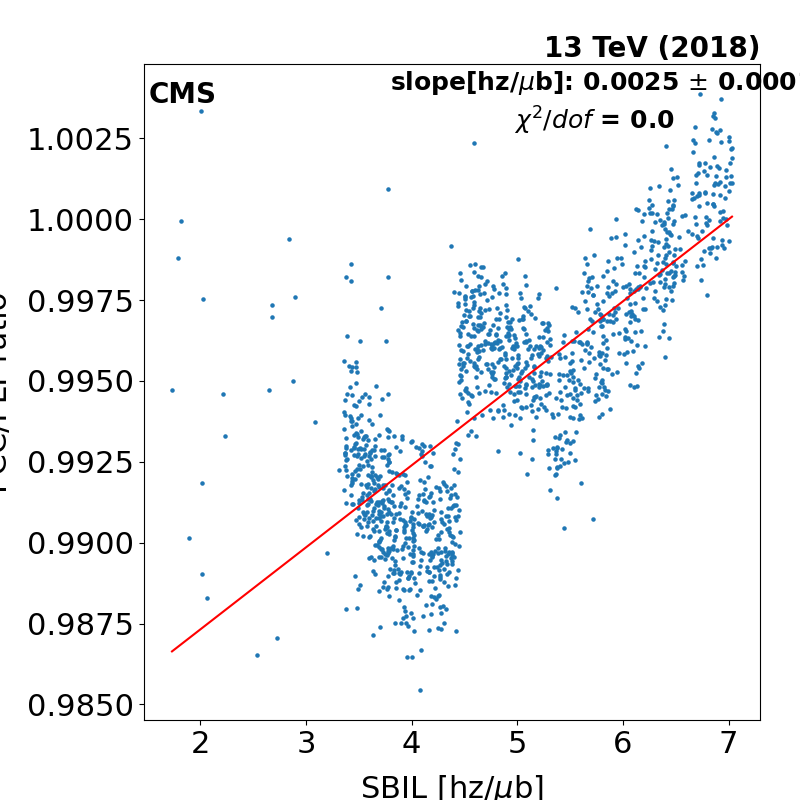 13 TeV (2018)
CMS
slope[hz/μb]: 0.0025 ± 0.000
χ²/dof = 0.0
1.0025
1.0000
0.9975
0.9950
0.9925
0.9900
0.9875
0.9850
2 3 4 5 6 7
SBIL [hz/μb]